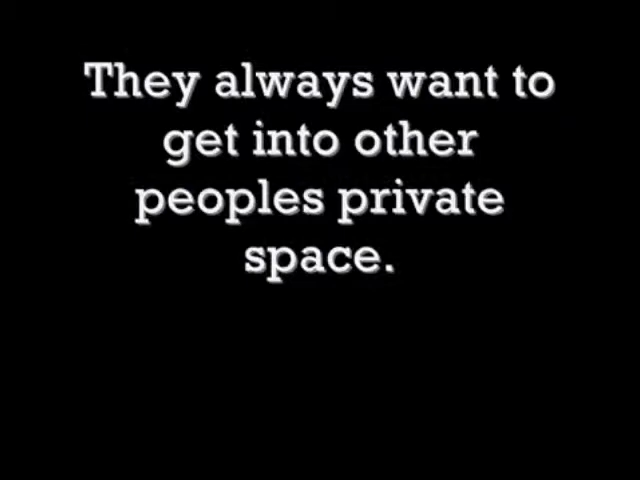 They always want to
get into other
peoples private
space.